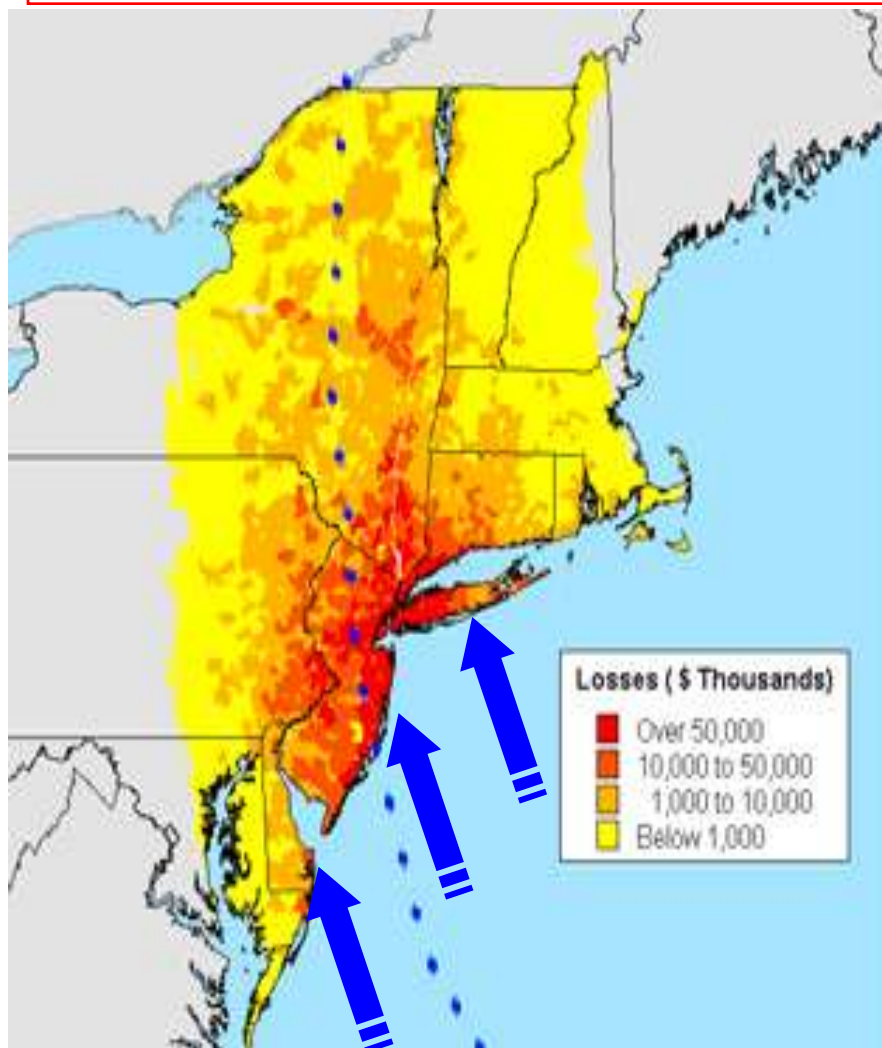 Losses ( $ Thousands)
Over 50,000
10,000 to 50,000
1,000 to 10,000
Below 1,000